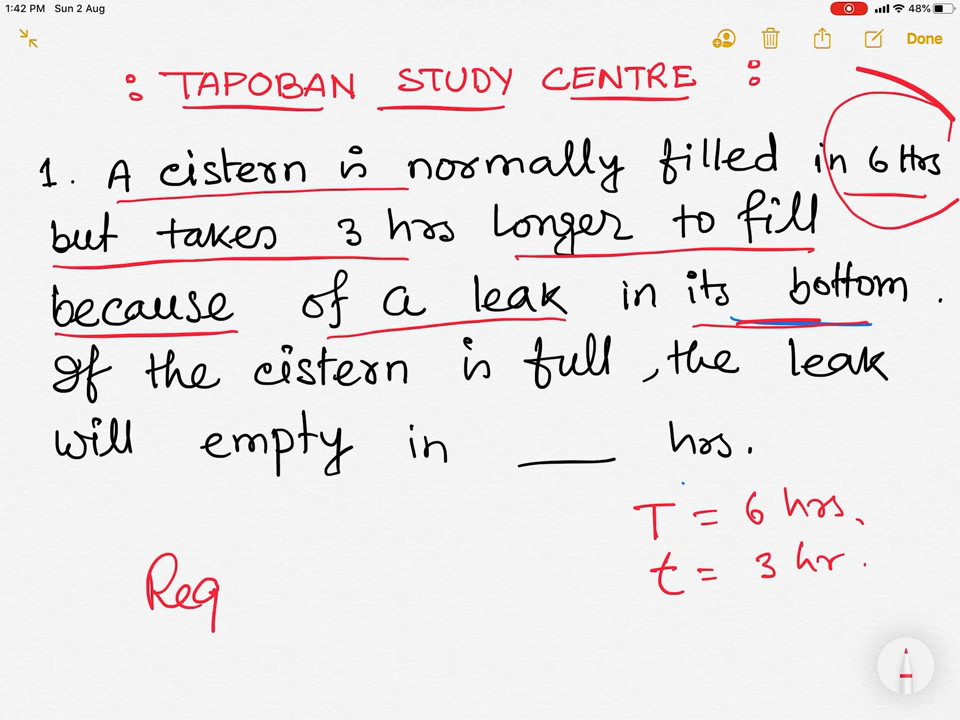 1:42 PM Sun 2 Aug 48%
Done
: TAPOBAN STUDY CENTRE :
1. A cistern is normally filled in 6 Hrs
but takes 3 hrs longer to fill
because of a leak in its bottom.
If the cistern is full, the leak
will empty in ___ hrs.
T = 6 hrs.
t = 3 hr.
Req